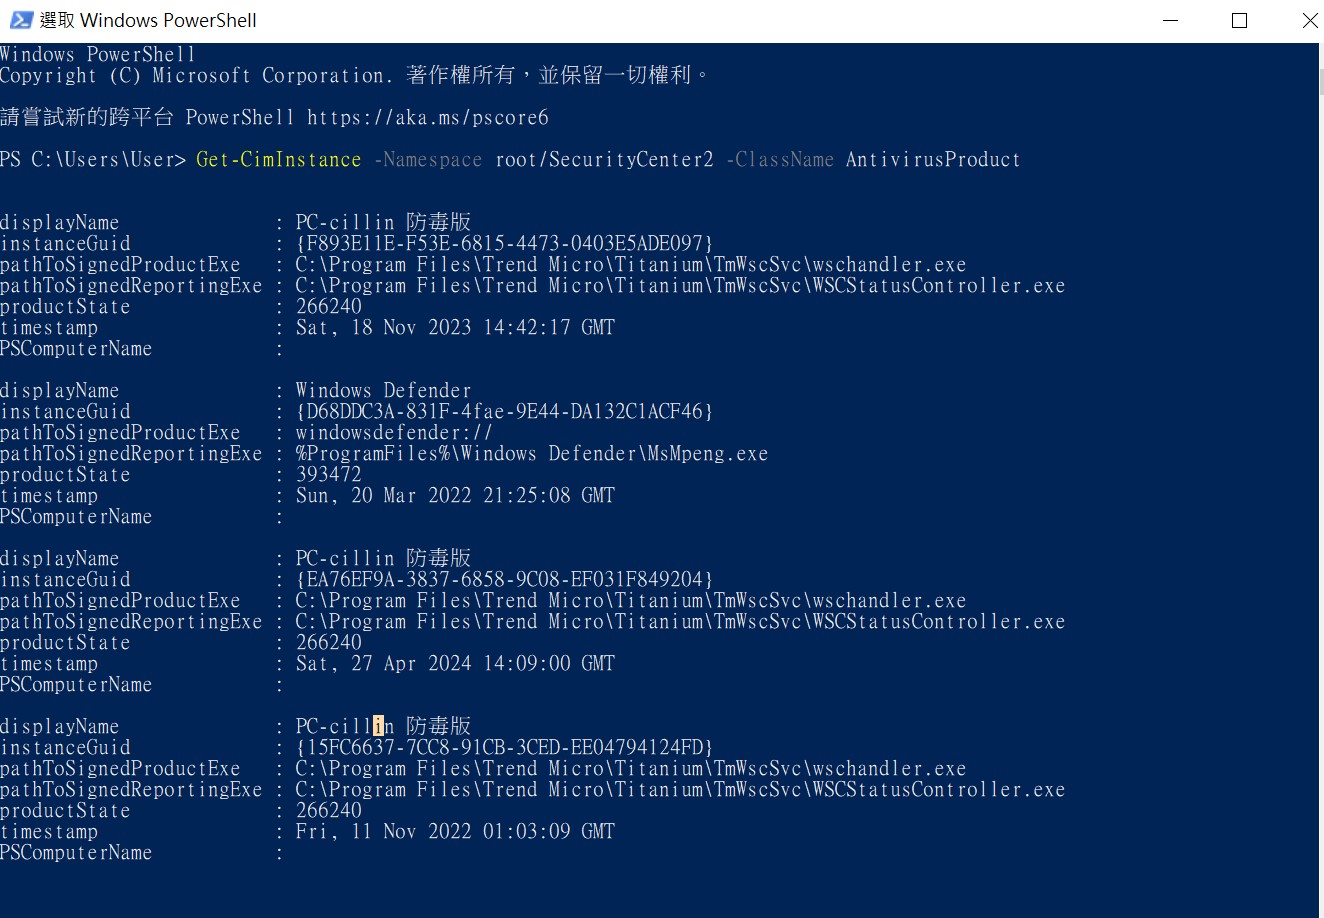 選取 Windows PowerShell
Windows PowerShell
Copyright (C) Microsoft Corporation. 著作權所有，並保留一切權利。
請嘗試新的跨平台 PowerShell https://aka.ms/pscore6
PS C:\Users\User> Get-CimInstance -Namespace root/SecurityCenter2 -ClassName AntivirusProduct
displayName : PC-cillin 防毒版
instanceGuid : {F893E11E-F53E-6815-4473-0403E5ADE097}
pathToSignedProductExe : C:\Program Files\Trend Micro\Titanium\TmWscSvc\wschandler.exe
pathToSignedReportingExe : C:\Program Files\Trend Micro\Titanium\TmWscSvc\WSCStatusController.exe
productState : 266240
timestamp : Sat, 18 Nov 2023 14:42:17 GMT
PSComputerName :
displayName : Windows Defender
instanceGuid : {D68DDC3A-831F-4fae-9E44-DA132C1ACF46}
pathToSignedProductExe : windowsdefender://
pathToSignedReportingExe : %ProgramFiles%\Windows Defender\MsMpeng.exe
productState : 393472
timestamp : Sun, 20 Mar 2022 21:25:08 GMT
PSComputerName :
displayName : PC-cillin 防毒版
instanceGuid : {EA76EF9A-3837-6858-9C08-EF031F849204}
pathToSignedProductExe : C:\Program Files\Trend Micro\Titanium\TmWscSvc\wschandler.exe
pathToSignedReportingExe : C:\Program Files\Trend Micro\Titanium\TmWscSvc\WSCStatusController.exe
productState : 266240
timestamp : Sat, 27 Apr 2024 14:09:00 GMT
PSComputerName :
displayName : PC-cillin 防毒版
instanceGuid : {15FC6637-7CC8-91CB-3CED-EE04794124FD}
pathToSignedProductExe : C:\Program Files\Trend Micro\Titanium\TmWscSvc\wschandler.exe
pathToSignedReportingExe : C:\Program Files\Trend Micro\Titanium\TmWscSvc\WSCStatusController.exe
productState : 266240
timestamp : Fri, 11 Nov 2022 01:03:09 GMT
PSComputerName :